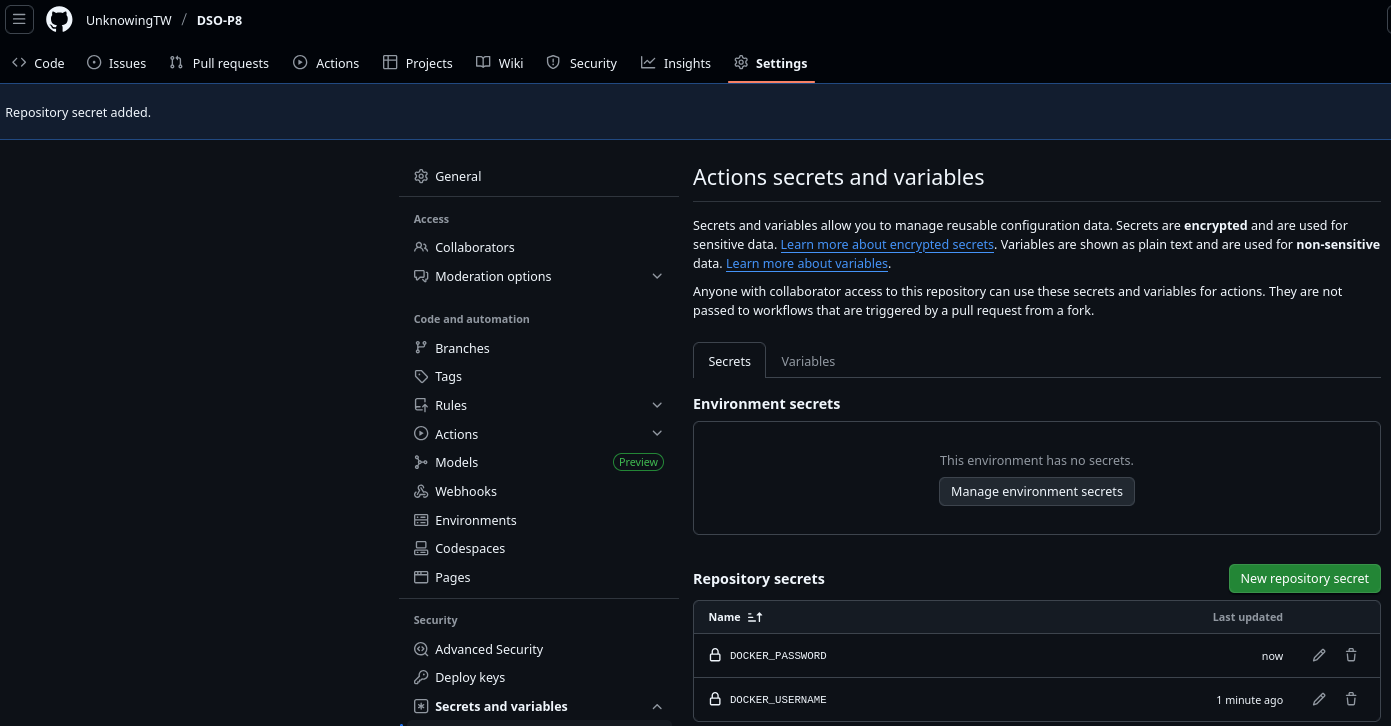 UnknowingTW / DSO-P8
Code Issues Pull requests Actions Projects Wiki Security Insights Settings
Repository secret added.
General
Access
Collaborators
Moderation options
Code and automation
Branches
Tags
Rules
Actions
Models Preview
Webhooks
Environments
Codespaces
Pages
Security
Advanced Security
Deploy keys
Secrets and variables
Actions secrets and variables
Secrets and variables allow you to manage reusable configuration data. Secrets are encrypted and are used for
sensitive data. Learn more about encrypted secrets. Variables are shown as plain text and are used for non-sensitive
data. Learn more about variables.
Anyone with collaborator access to this repository can use these secrets and variables for actions. They are not
passed to workflows that are triggered by a pull request from a fork.
Secrets Variables
Environment secrets
This environment has no secrets.
Manage environment secrets
Repository secrets New repository secret
Name Last updated
DOCKER_PASSWORD now
DOCKER_USERNAME 1 minute ago